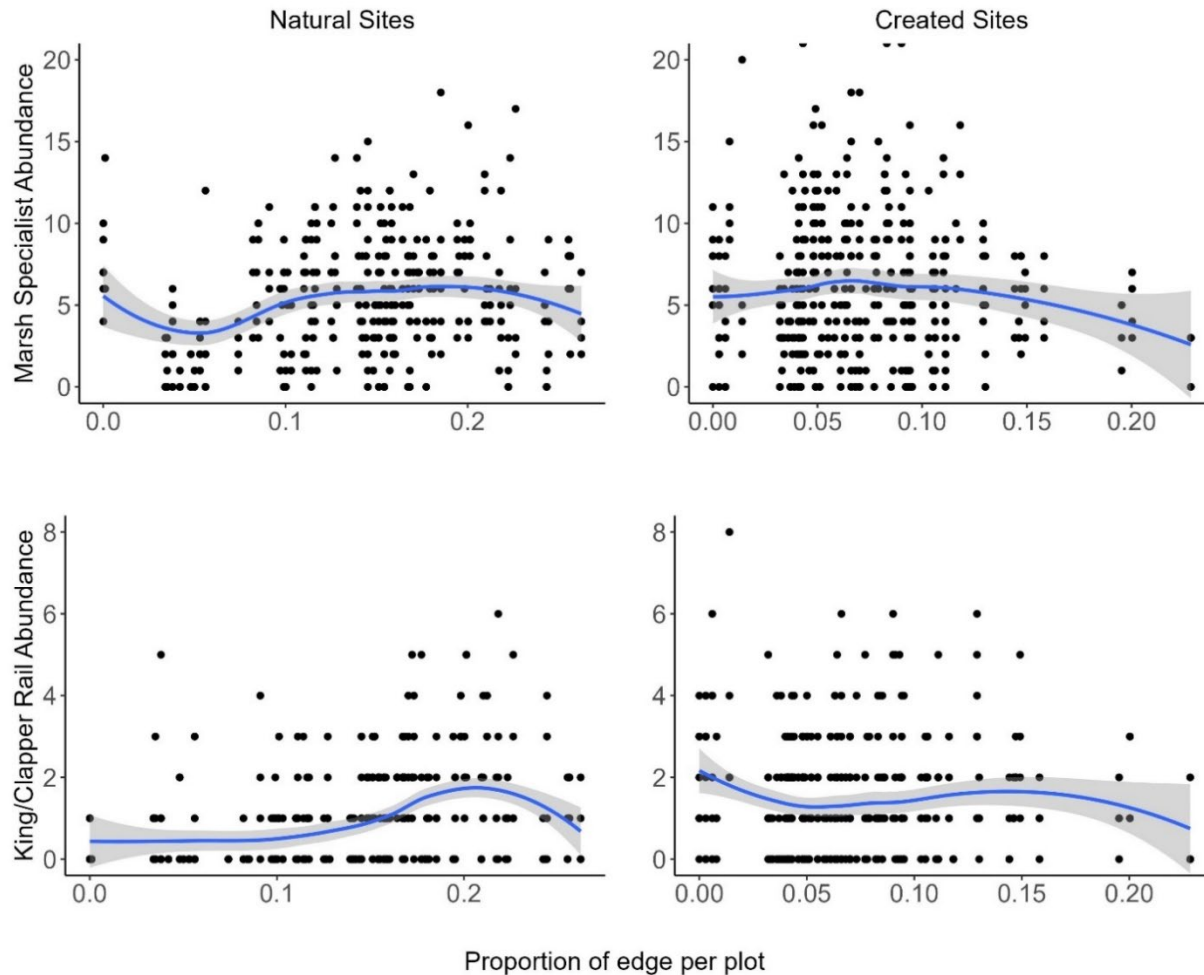 Natural Sites
Created Sites
Marsh Specialist Abundance
20
15
10
5
0
0.0 0.1 0.2
20
15
10
5
0
0.00 0.05 0.10 0.15 0.20
King/Clapper Rail Abundance
8
6
4
2
0
0.0 0.1 0.2
8
6
4
2
0
0.00 0.05 0.10 0.15 0.20
Proportion of edge per plot